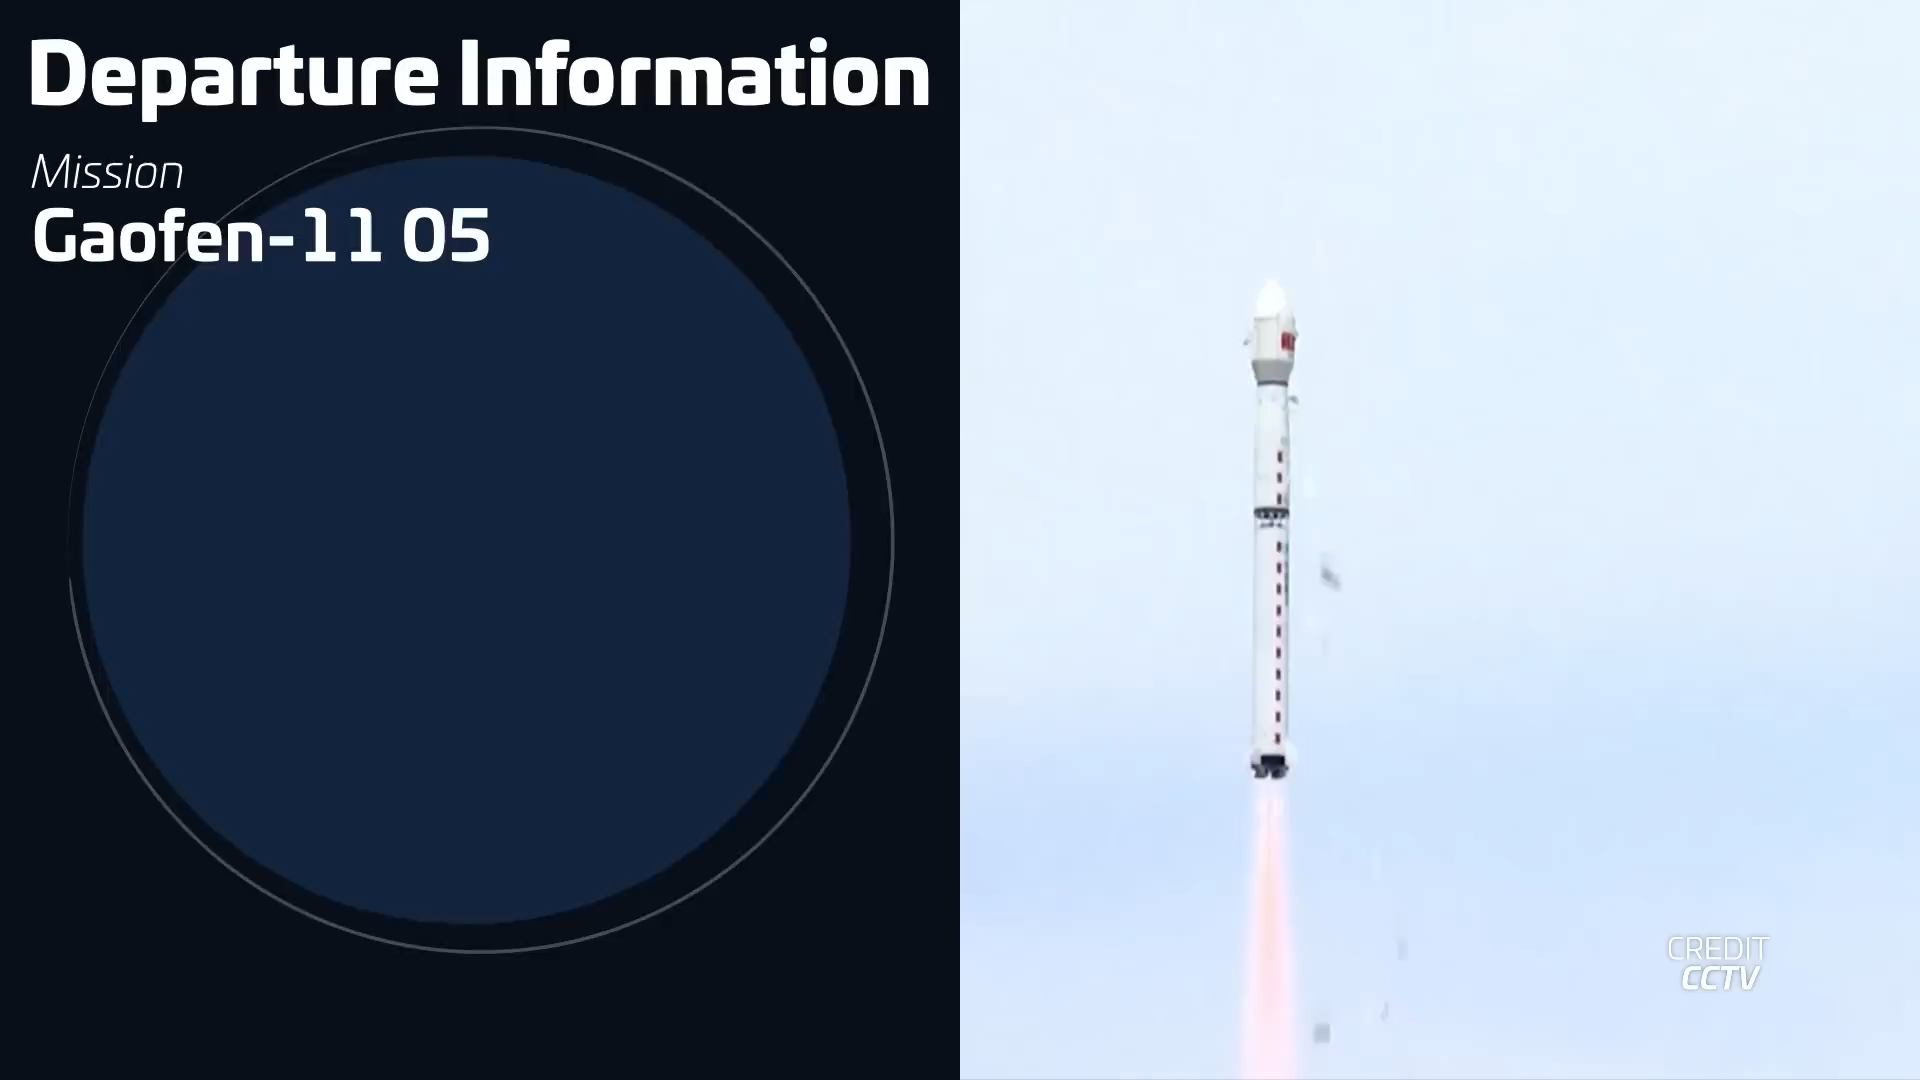 Departure Information
Mission
Gaofen-11 05
CREDIT
CCTV